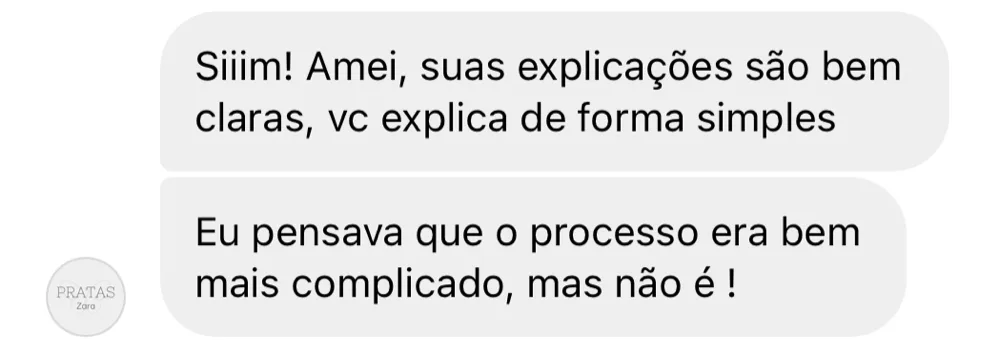 Siiim! Amei, suas explicações são bem
claras, vc explica de forma simples
Eu pensava que o processo era bem
mais complicado, mas não é !
PRATAS
Zara